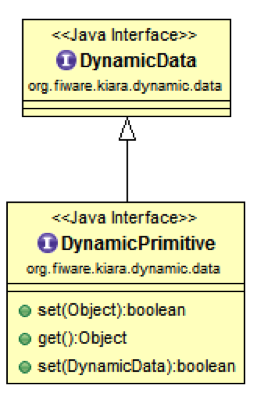 <<Java Interface>>
DynamicData
org.fiware.kiara.dynamic.data
<<Java Interface>>
DynamicPrimitive
org.fiware.kiara.dynamic.data
set(Object):boolean
get():Object
set(DynamicData):boolean